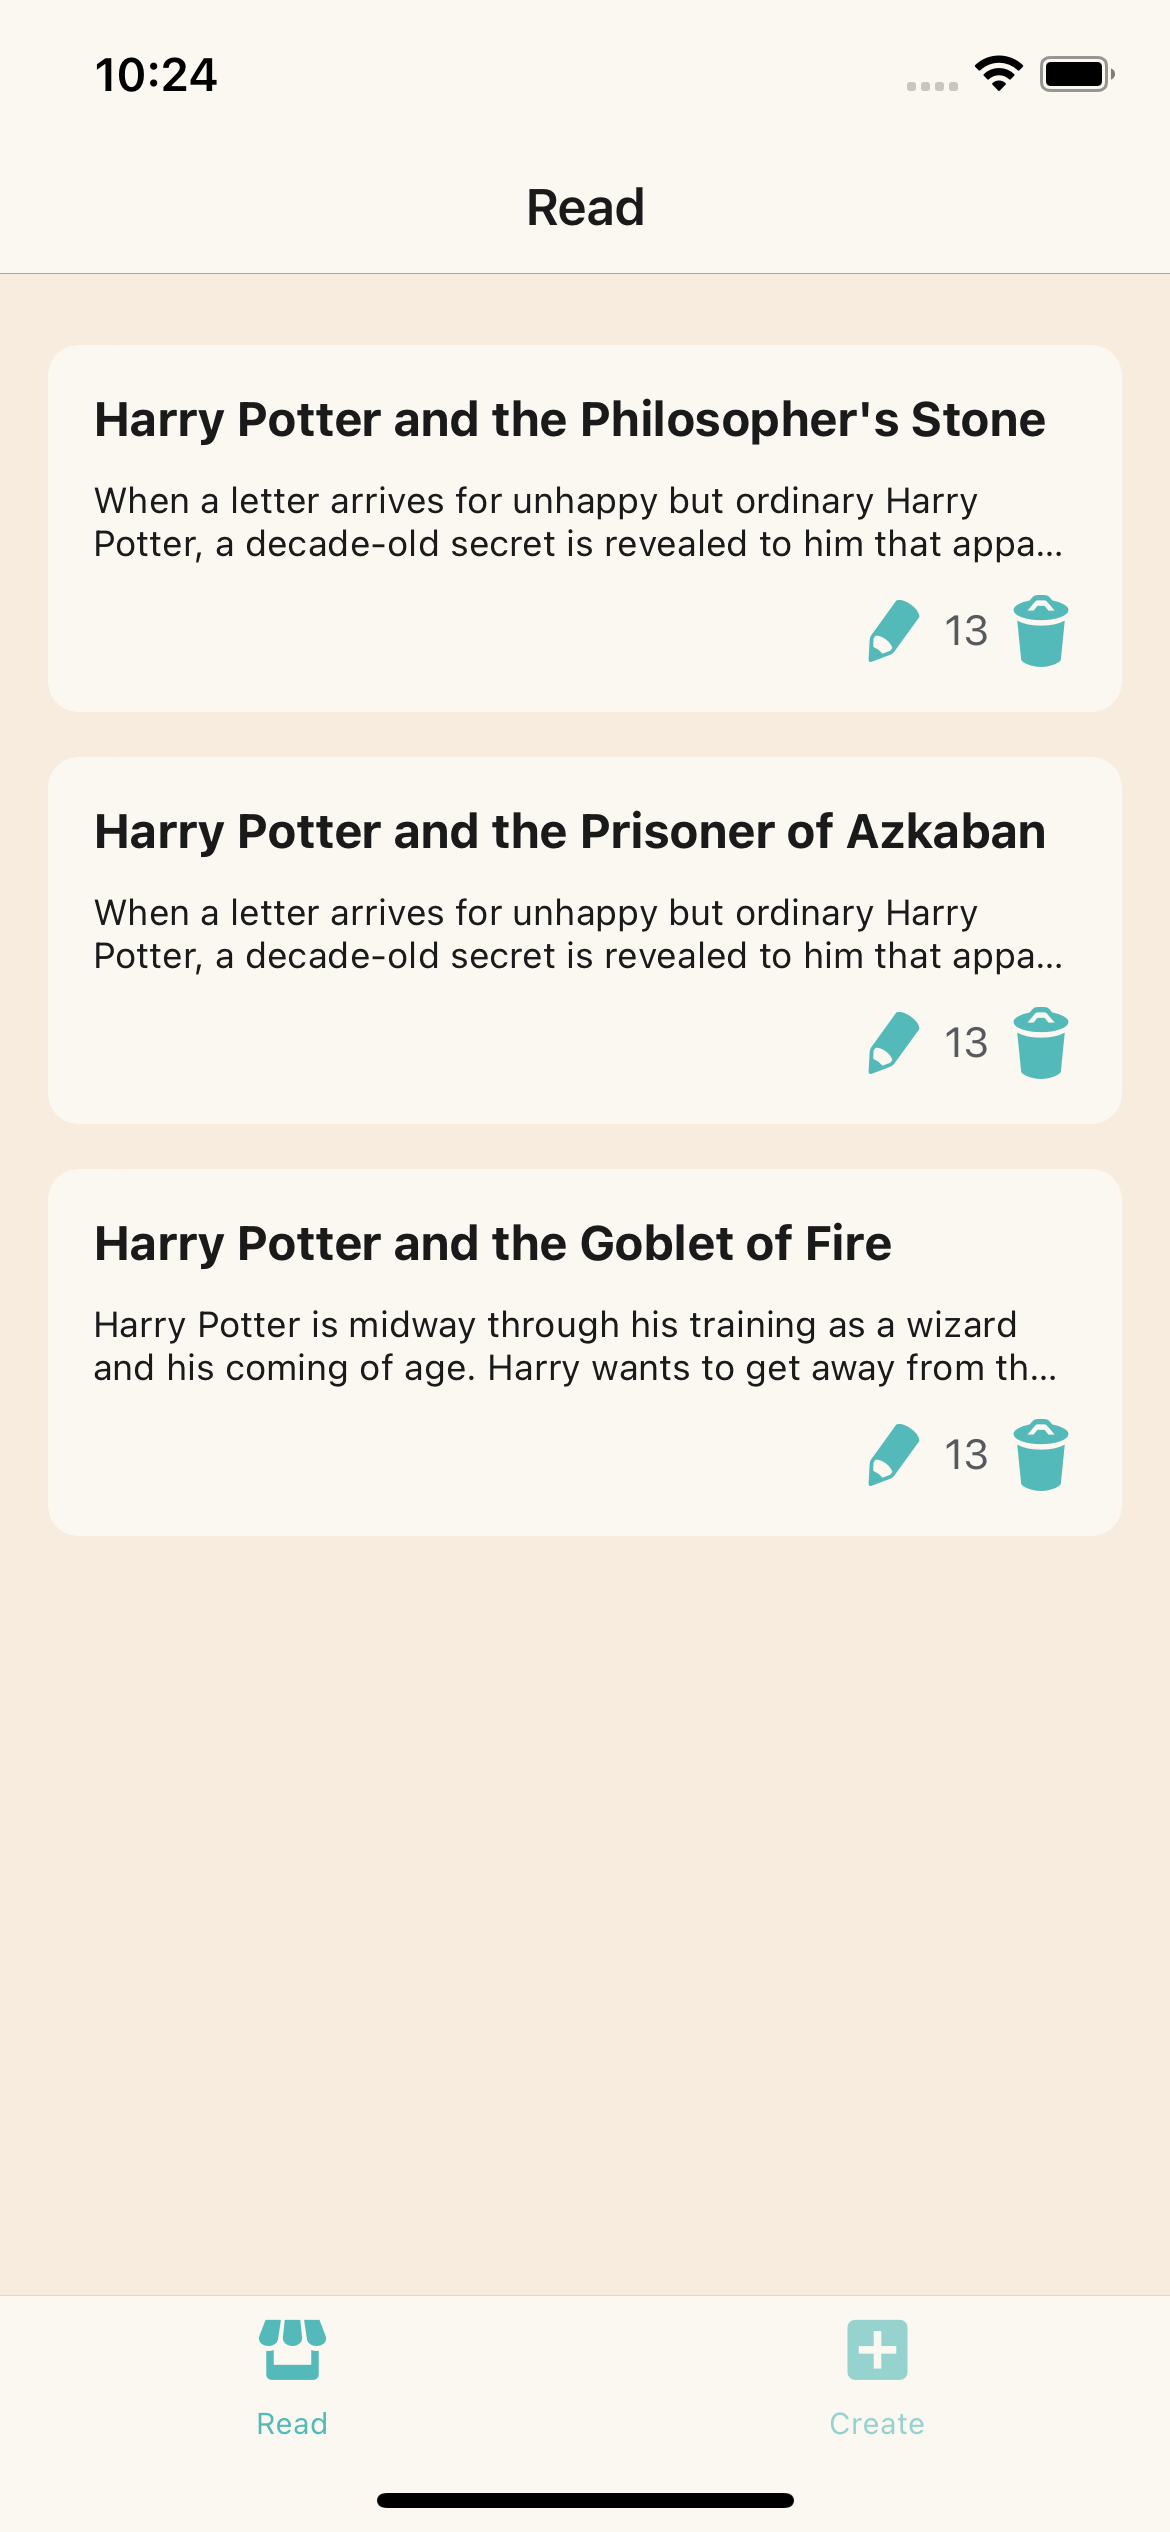 10:24
Read
Harry Potter and the Philosopher's Stone
When a letter arrives for unhappy but ordinary Harry
Potter, a decade-old secret is revealed to him that appa...
13
Harry Potter and the Prisoner of Azkaban
When a letter arrives for unhappy but ordinary Harry
Potter, a decade-old secret is revealed to him that appa...
13
Harry Potter and the Goblet of Fire
Harry Potter is midway through his training as a wizard
and his coming of age. Harry wants to get away from th...
13
Read
Create